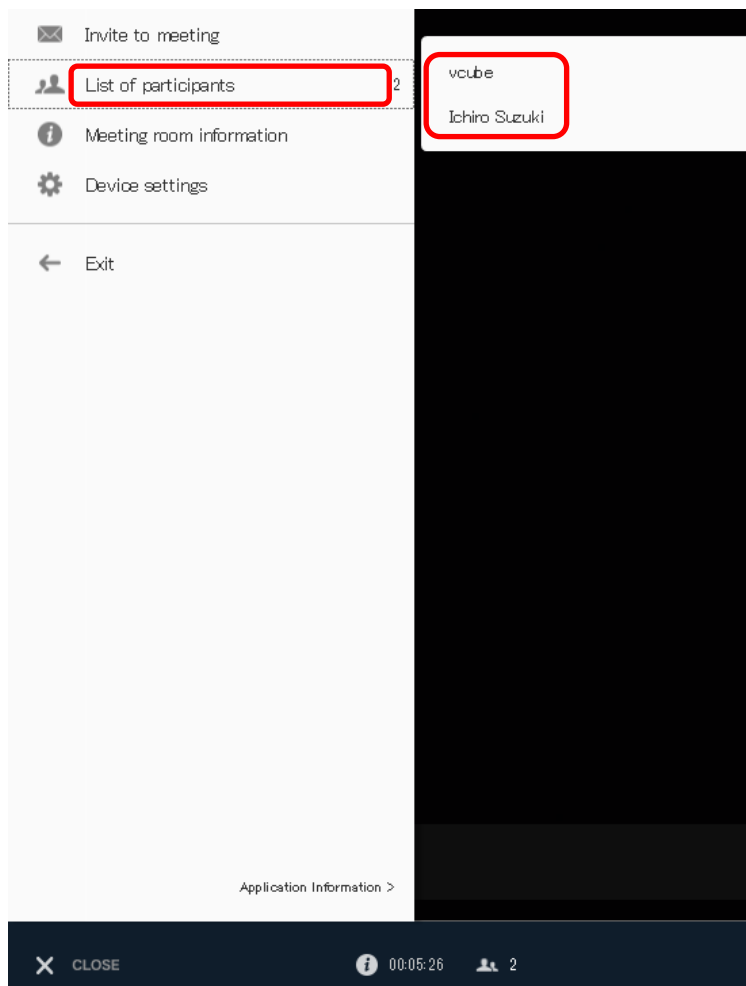 Invite to meeting
List of participants 2
Meeting room information
Device settings
Exit
vcube
Ichiro Suzuki
Application Information >
CLOSE 00:05:26 2